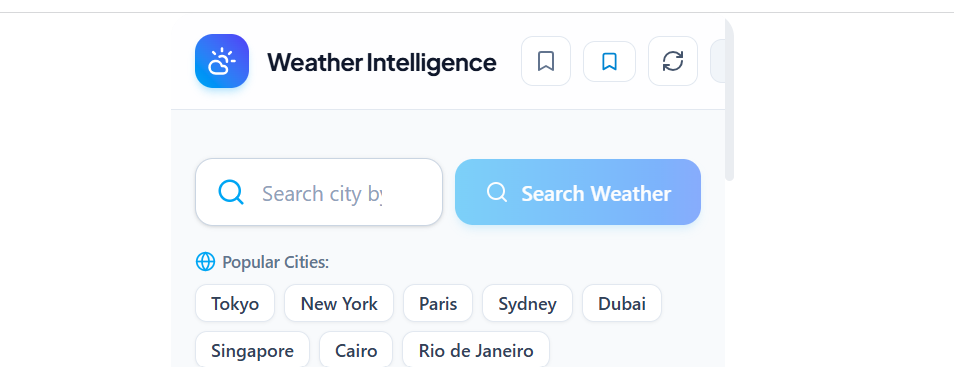 Weather Intelligence
Search city by
Search Weather
Popular Cities:
Tokyo
New York
Paris
Sydney
Dubai
Singapore
Cairo
Rio de Janeiro